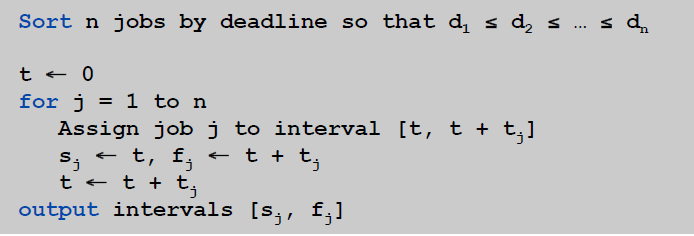 Sort n jobs by deadline so that d₁ ≤ d₂ ≤ … ≤ dₙ
t ← 0
for j = 1 to n
Assign job j to interval [t, t + tⱼ]
sⱼ ← t, fⱼ ← t + tⱼ
t ← t + tⱼ
output intervals [sⱼ, fⱼ]